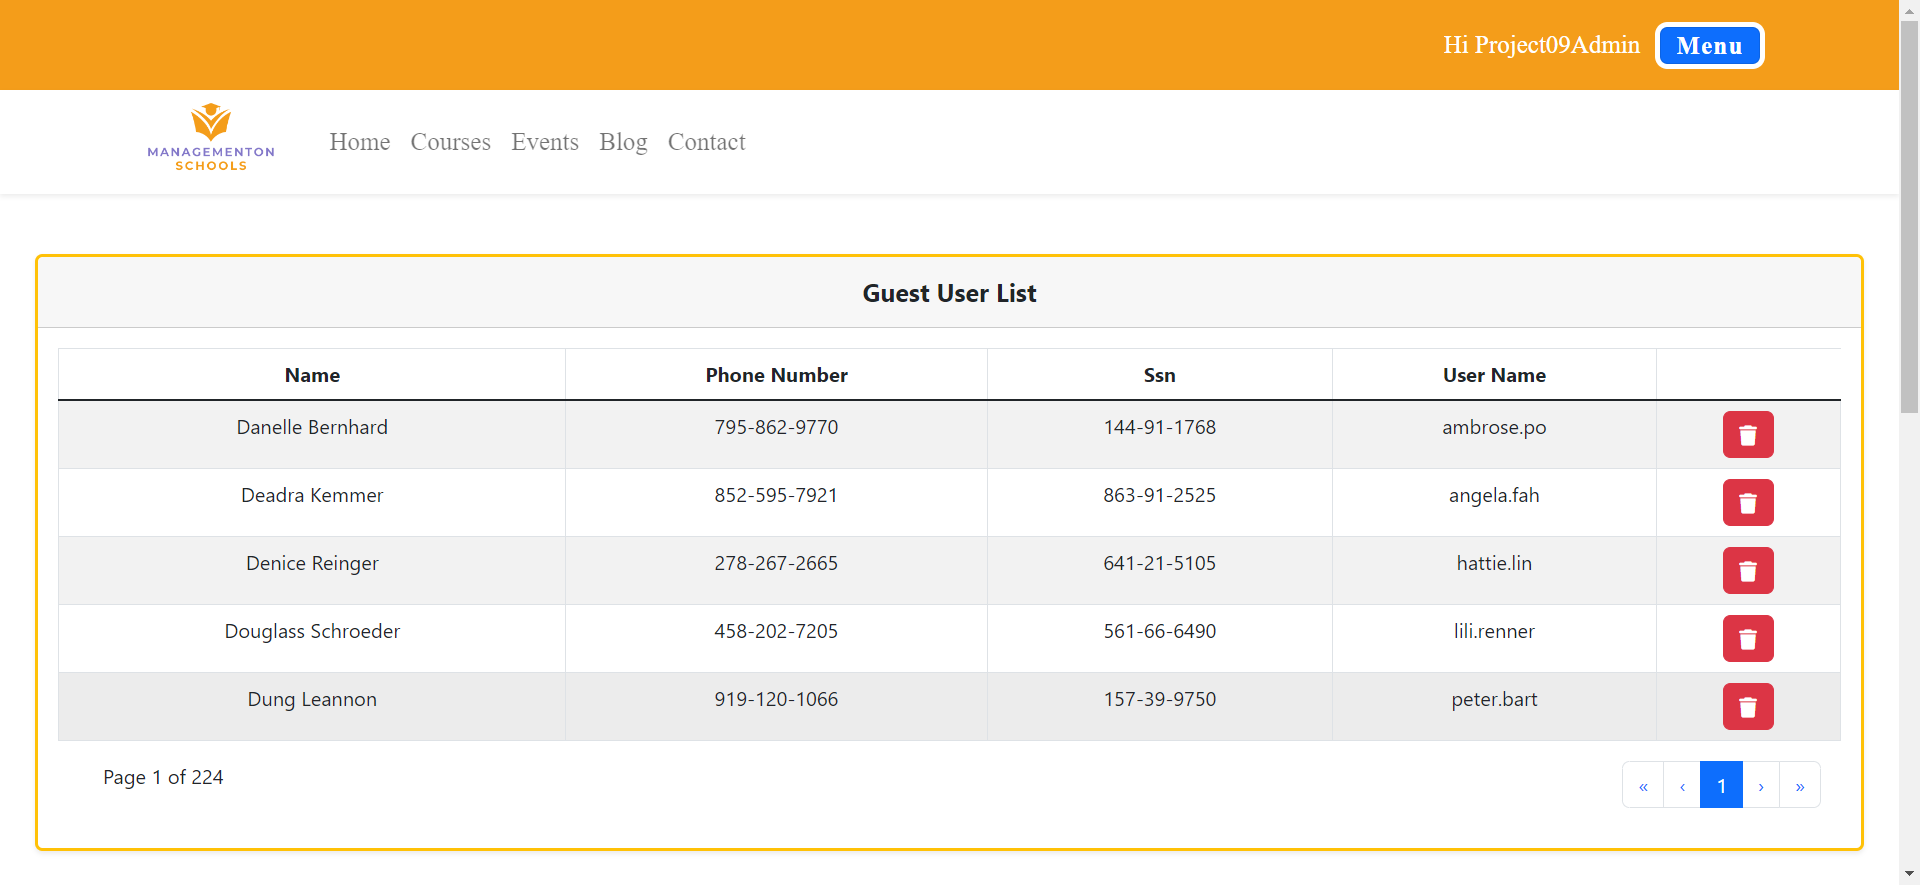 Hi Project09Admin Menu
MANAGEMENTON
SCHOOLS
Home Courses Events Blog Contact
Guest User List
Name Phone Number Ssn User Name
Danelle Bernhard 795-862-9770 144-91-1768 ambrose.po
Deadra Kemmer 852-595-7921 863-91-2525 angela.fah
Denice Reinger 278-267-2665 641-21-5105 hattie.lin
Douglass Schroeder 458-202-7205 561-66-6490 lili.renner
Dung Leannon 919-120-1066 157-39-9750 peter.bart
Page 1 of 224 « ‹ 1 › »